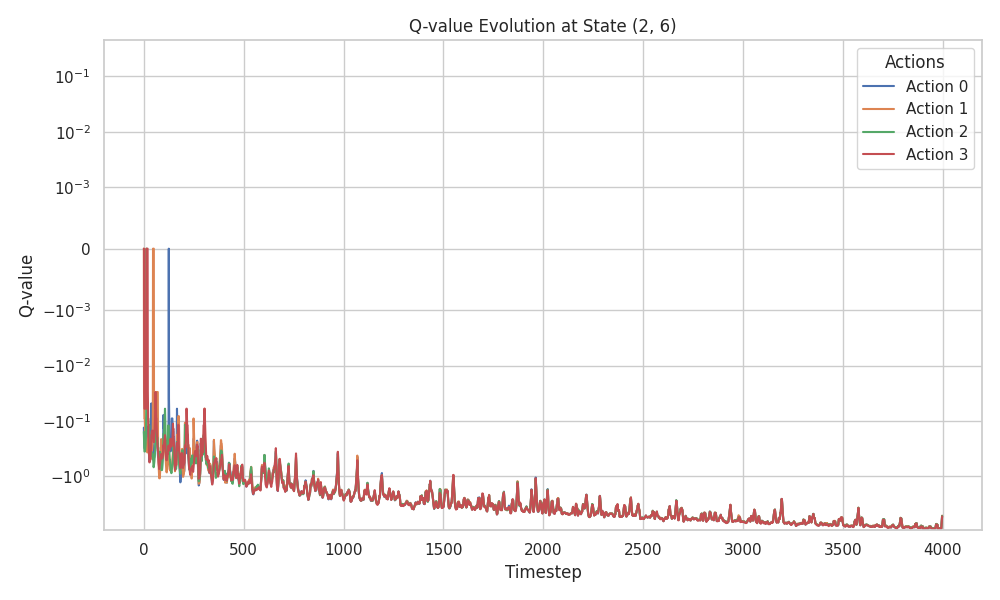 Q-value Evolution at State (2, 6)
Q-value
10⁻¹
10⁻²
10⁻³
0
−10⁻³
−10⁻²
−10⁻¹
−10⁰
Actions
Action 0
Action 1
Action 2
Action 3
0 500 1000 1500 2000 2500 3000 3500 4000
Timestep